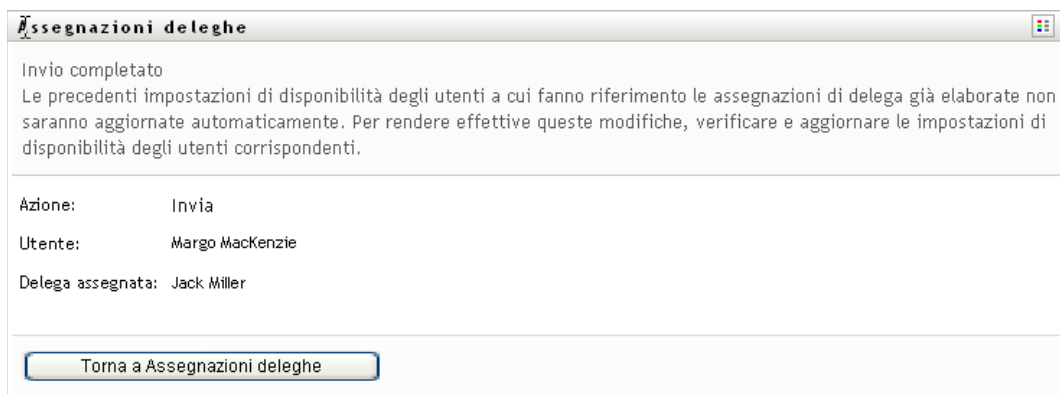 Assegnazioni deleghe
Invio completato
Le precedenti impostazioni di disponibilità degli utenti a cui fanno riferimento le assegnazioni di delega già elaborate non
saranno aggiornate automaticamente. Per rendere effettive queste modifiche, verificare e aggiornare le impostazioni di
disponibilità degli utenti corrispondenti.
Azione: Invia
Utente: Margo MacKenzie
Delega assegnata: Jack Miller
Torna a Assegnazioni deleghe